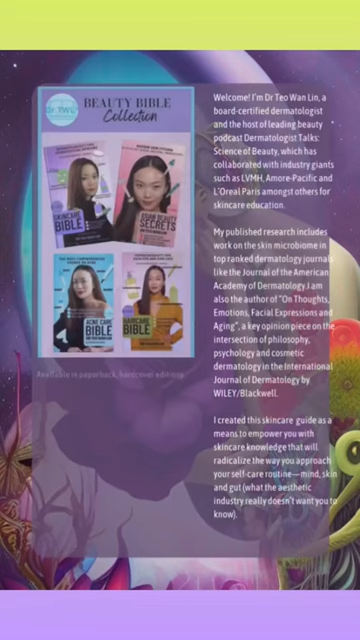 Dr.TWL
BEAUTY BIBLE
Collection
SKINCARE
BIBLE
ASIAN BEAUTY
SECRETS
ACNE CARE
BIBLE
HAIRCARE
BIBLE
Available in paperback, hardcover editions
Welcome! I'm Dr Teo Wan Lin, a
board-certified dermatologist
and the host of leading beauty
podcast Dermatologist Talks:
Science of Beauty, which has
collaborated with industry giants
such as LVMH, Amore-Pacific and
L'Oreal Paris amongst others for
skincare education.
My published research includes
work on the skin microbiome in
top ranked dermatology journals
like the Journal of the American
Academy of Dermatology.I am
also the author of "On Thoughts,
Emotions, Facial Expressions and
Aging", a key opinion piece on the
intersection of philosophy,
psychology and cosmetic
dermatology in the International
Journal of Dermatology by
WILEY/Blackwell.
I created this skincare guide as a
means to empower you with
skincare knowledge that will
radicalize the way you approach
your self-care routine—mind, skin
and gut (what the aesthetic
industry really doesn't want you to
know).